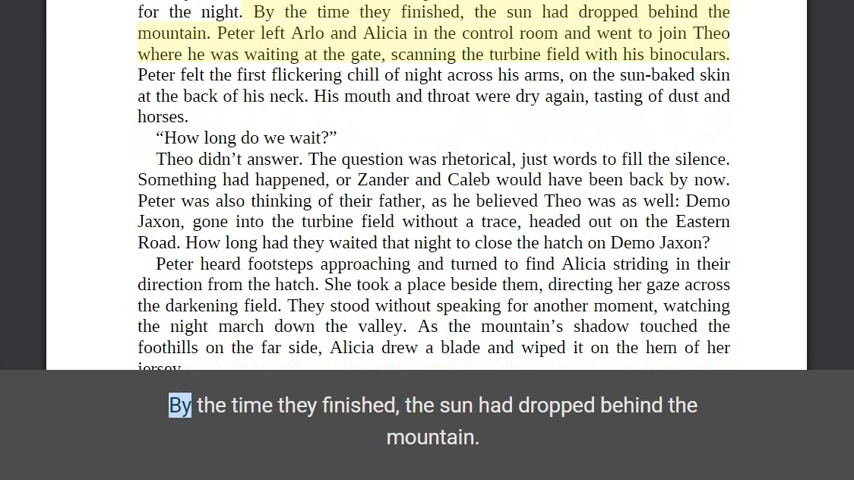 for the night. By the time they finished, the sun had dropped behind the
mountain. Peter left Arlo and Alicia in the control room and went to join Theo
where he was waiting at the gate, scanning the turbine field with his binoculars.
Peter felt the first flickering chill of night across his arms, on the sun-baked skin
at the back of his neck. His mouth and throat were dry again, tasting of dust and
horses.
“How long do we wait?”
Theo didn’t answer. The question was rhetorical, just words to fill the silence.
Something had happened, or Zander and Caleb would have been back by now.
Peter was also thinking of their father, as he believed Theo was as well: Demo
Jaxon, gone into the turbine field without a trace, headed out on the Eastern
Road. How long had they waited that night to close the hatch on Demo Jaxon?
Peter heard footsteps approaching and turned to find Alicia striding in their
direction from the hatch. She took a place beside them, directing her gaze across
the darkening field. They stood without speaking for another moment, watching
the night march down the valley. As the mountain’s shadow touched the
foothills on the far side, Alicia drew a blade and wiped it on the hem of her
jersey.
By the time they finished, the sun had dropped behind the
mountain.